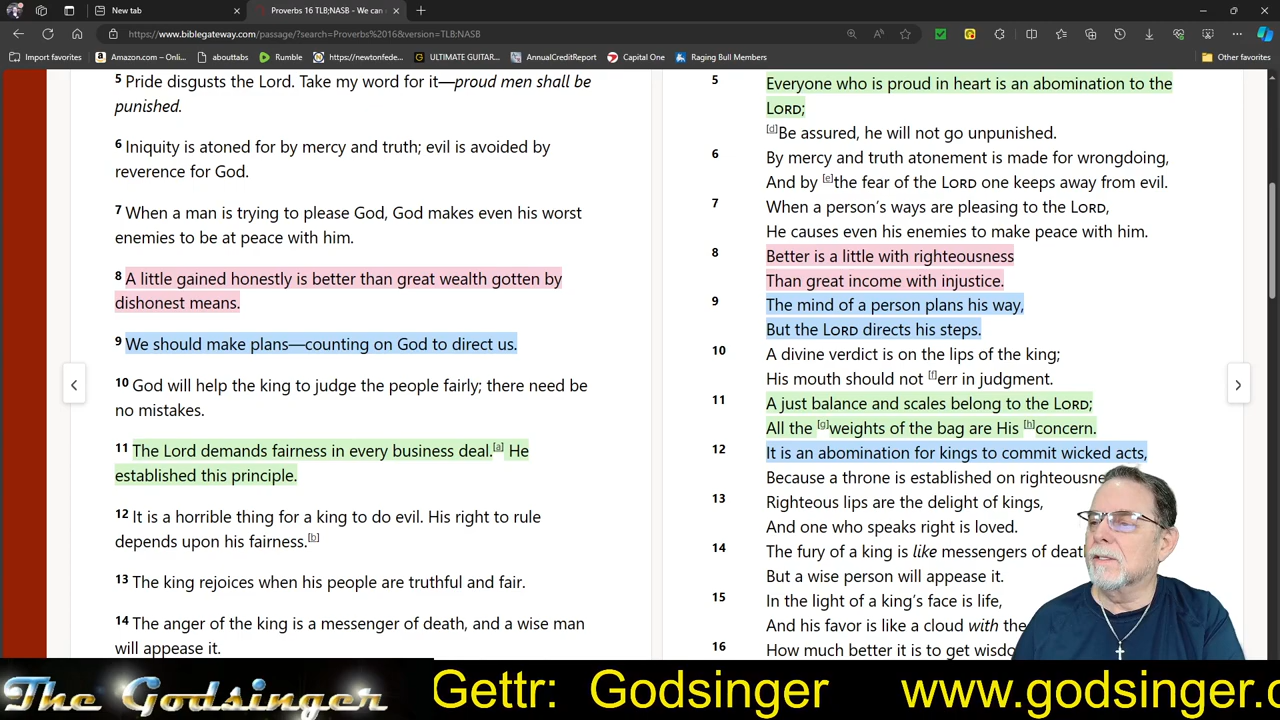 New tab
Proverbs 16 TLB;NASB - We can
https://www.biblegateway.com/passage/?search=Proverbs%2016&version=TLB;NASB
Import favorites
Amazon.com – Onli...
abouttabs
Rumble
https://newtonfede...
ULTIMATE GUITAR...
AnnualCreditReport
Capital One
Raging Bull Members
Other favorites
5 Pride disgusts the Lord. Take my word for it—proud men shall be
punished.
6 Iniquity is atoned for by mercy and truth; evil is avoided by
reverence for God.
7 When a man is trying to please God, God makes even his worst
enemies to be at peace with him.
8 A little gained honestly is better than great wealth gotten by
dishonest means.
9 We should make plans—counting on God to direct us.
10 God will help the king to judge the people fairly; there need be
no mistakes.
11 The Lord demands fairness in every business deal.[a] He
established this principle.
12 It is a horrible thing for a king to do evil. His right to rule
depends upon his fairness.[b]
13 The king rejoices when his people are truthful and fair.
14 The anger of the king is a messenger of death, and a wise man
will appease it.
5 Everyone who is proud in heart is an abomination to the
LORD;
[d]Be assured, he will not go unpunished.
6 By mercy and truth atonement is made for wrongdoing,
And by [e]the fear of the LORD one keeps away from evil.
7 When a person's ways are pleasing to the LORD,
He causes even his enemies to make peace with him.
8 Better is a little with righteousness
Than great income with injustice.
9 The mind of a person plans his way,
But the LORD directs his steps.
10 A divine verdict is on the lips of the king;
His mouth should not [f]err in judgment.
11 A just balance and scales belong to the LORD;
All the [g]weights of the bag are His [h]concern.
12 It is an abomination for kings to commit wicked acts,
Because a throne is established on righteousne
13 Righteous lips are the delight of kings,
And one who speaks right is loved.
14 The fury of a king is like messengers of deat
But a wise person will appease it.
15 In the light of a king's face is life,
And his favor is like a cloud with the
16 How much better it is to get wisdo
The Godsinger
Gettr: Godsinger www.godsinger.c